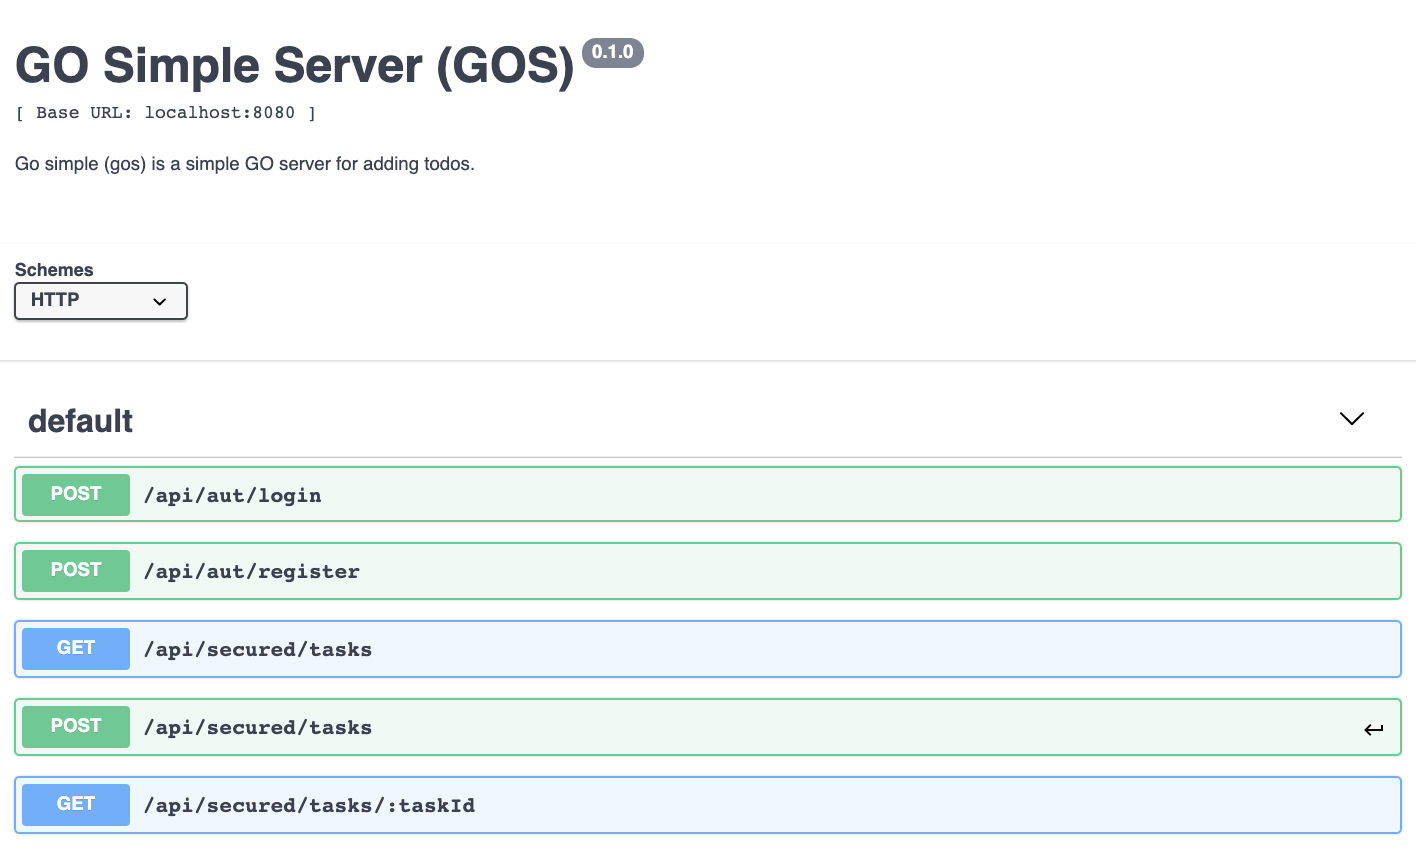 GO Simple Server (GOS) 0.1.0
[ Base URL: localhost:8080 ]
Go simple (gos) is a simple GO server for adding todos.
Schemes
HTTP
default
POST /api/aut/login
POST /api/aut/register
GET /api/secured/tasks
POST /api/secured/tasks
GET /api/secured/tasks/:taskId